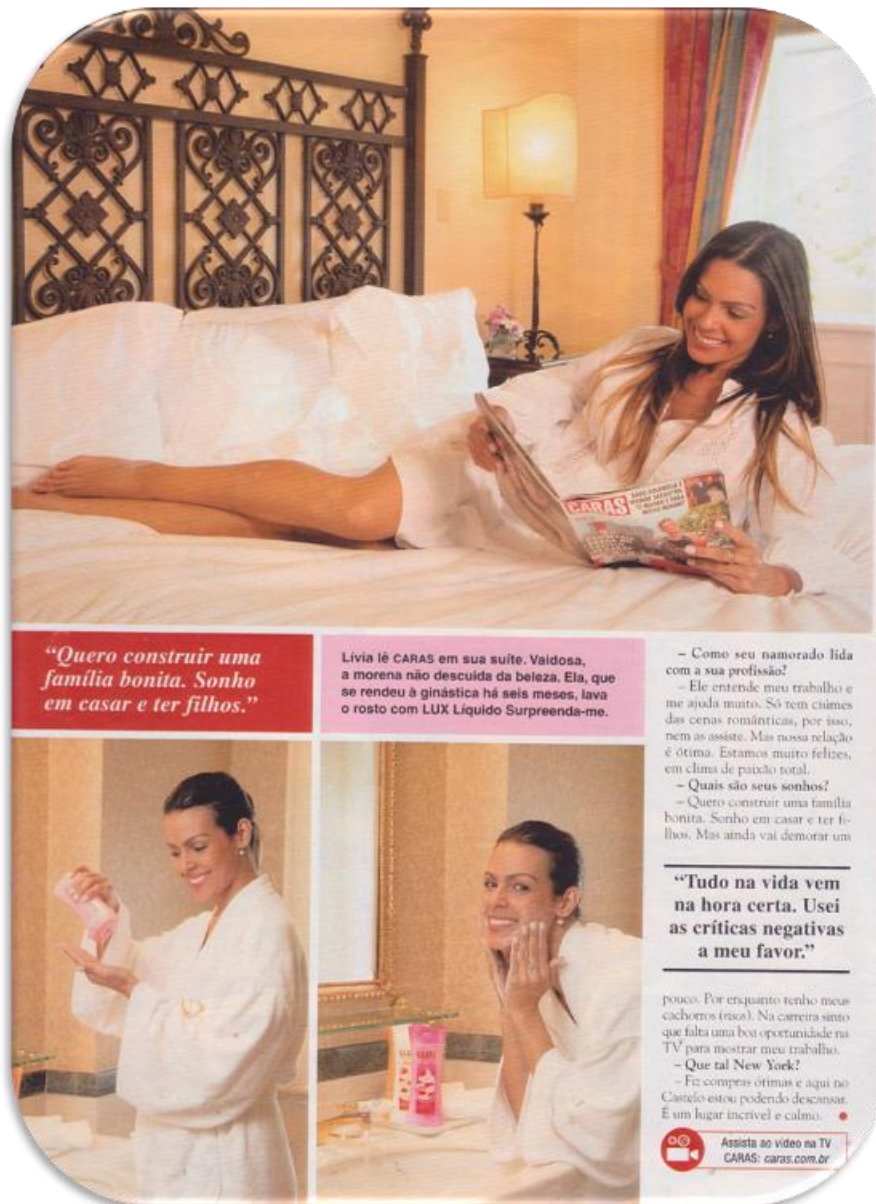 CARAS
“Quero construir uma
família bonita. Sonho
em casar e ter filhos.”
Lívia lê CARAS em sua suíte. Vaidosa,
a morena não descuida da beleza. Ela, que
se rendeu à ginástica há seis meses, lava
o rosto com LUX Líquido Surpreenda-me.
– Como seu namorado lida
com a sua profissão?
– Ele entende meu trabalho e
me ajuda muito. Só tem ciúmes
das cenas românticas, por isso,
nem as assiste. Mas nossa relação
é ótima. Estamos muito felizes,
em clima de paixão total.
– Quais são seus sonhos?
– Quero construir uma família
bonita. Sonho em casar e ter fi-
lhos. Mas ainda vai demorar um
“Tudo na vida vem
na hora certa. Usei
as críticas negativas
a meu favor.”
pouco. Por enquanto tenho meus
cachorros (risos). Na carreira sinto
que falta uma boa oportunidade na
TV para mostrar meu trabalho.
– Que tal New York?
– Fiz compras ótimas e aqui no
Castelo estou podendo descansar.
É um lugar incrível e calmo.
Assista ao vídeo na TV
CARAS: caras.com.br